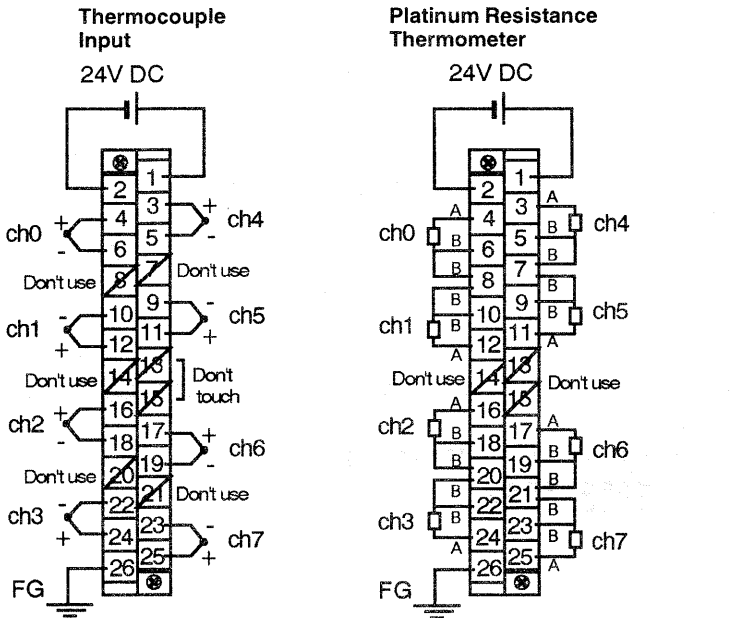 Thermocouple
Input
24V DC
1
2
3
+
ch4
+
4
ch0
5
-
-
6
Don't use
8
7
Don't use
9
-
ch5
-
10
ch1
11
+
+
12
Don't use
14
13
Don't
touch
15
+
16
ch2
17
+
ch6
-
18
19
-
Don't use
20
21
Don't use
-
22
ch3
23
-
ch7
+
24
25
+
26
FG
Platinum Resistance
Thermometer
24V DC
1
2
3
A
ch4
A
4
ch0
5
B
B
6
7
B
B
8
9
B
B
ch5
B
10
B
ch1
11
A
12
A
13
Don't use
14
15
Don't use
A
16
ch2
17
A
ch6
B
18
19
B
B
20
B
21
B
22
B
ch3
B
23
B
ch7
B
24
A
25
A
26
FG